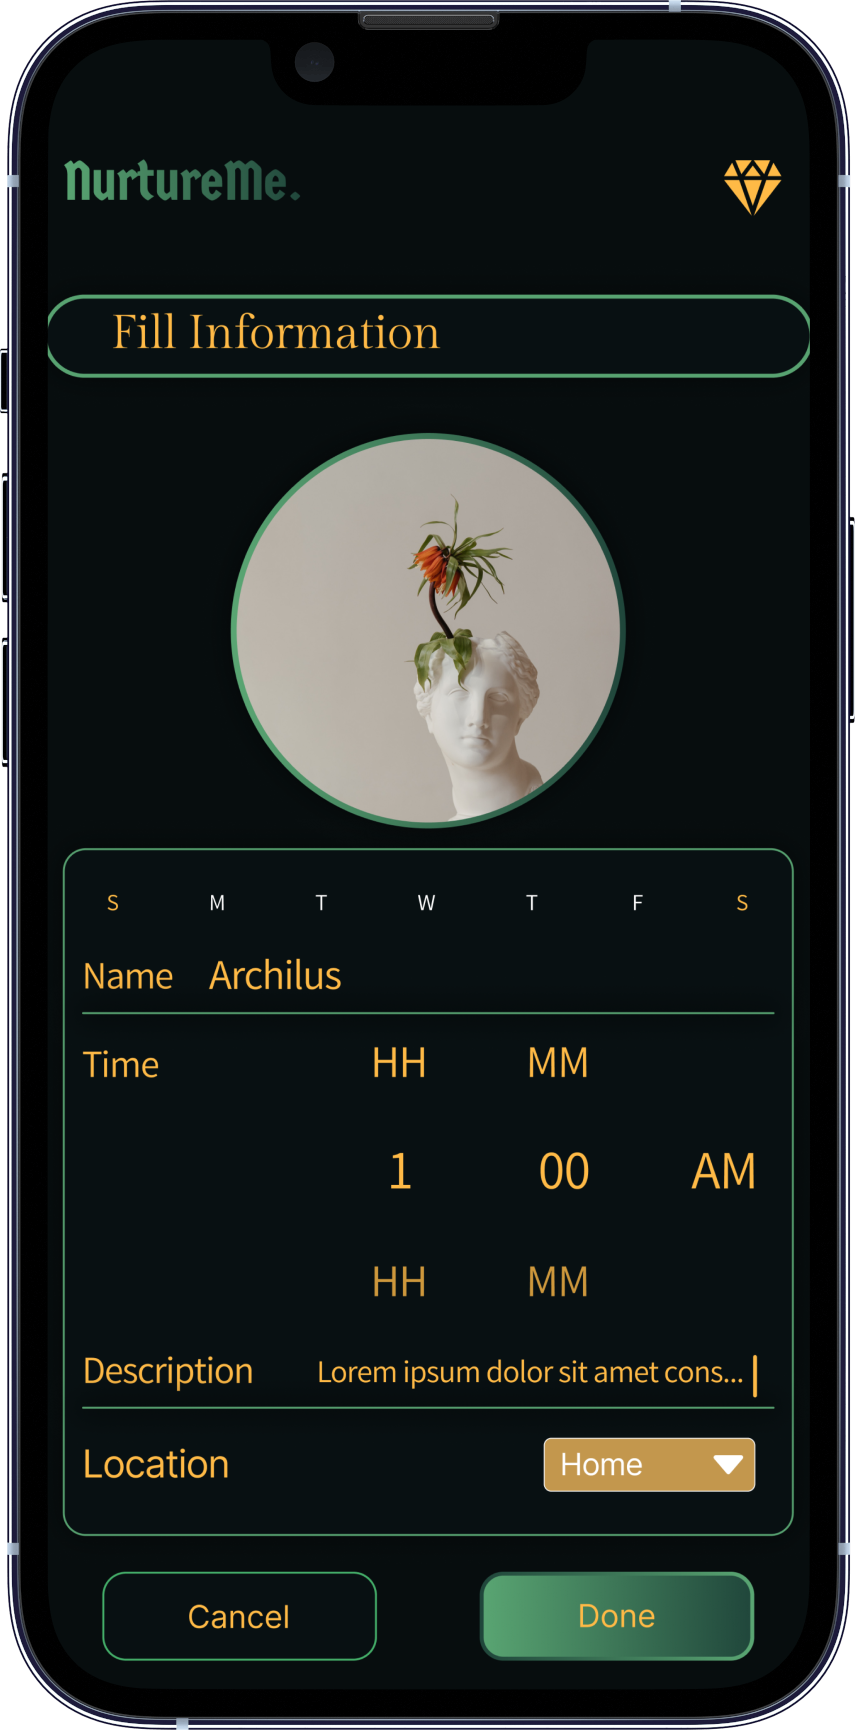 NurtureMe.
Fill Information
S M T W T F S
Name Archilus
Time HH MM
1 00 AM
HH MM
Description Lorem ipsum dolor sit amet cons...
Location Home
Cancel Done